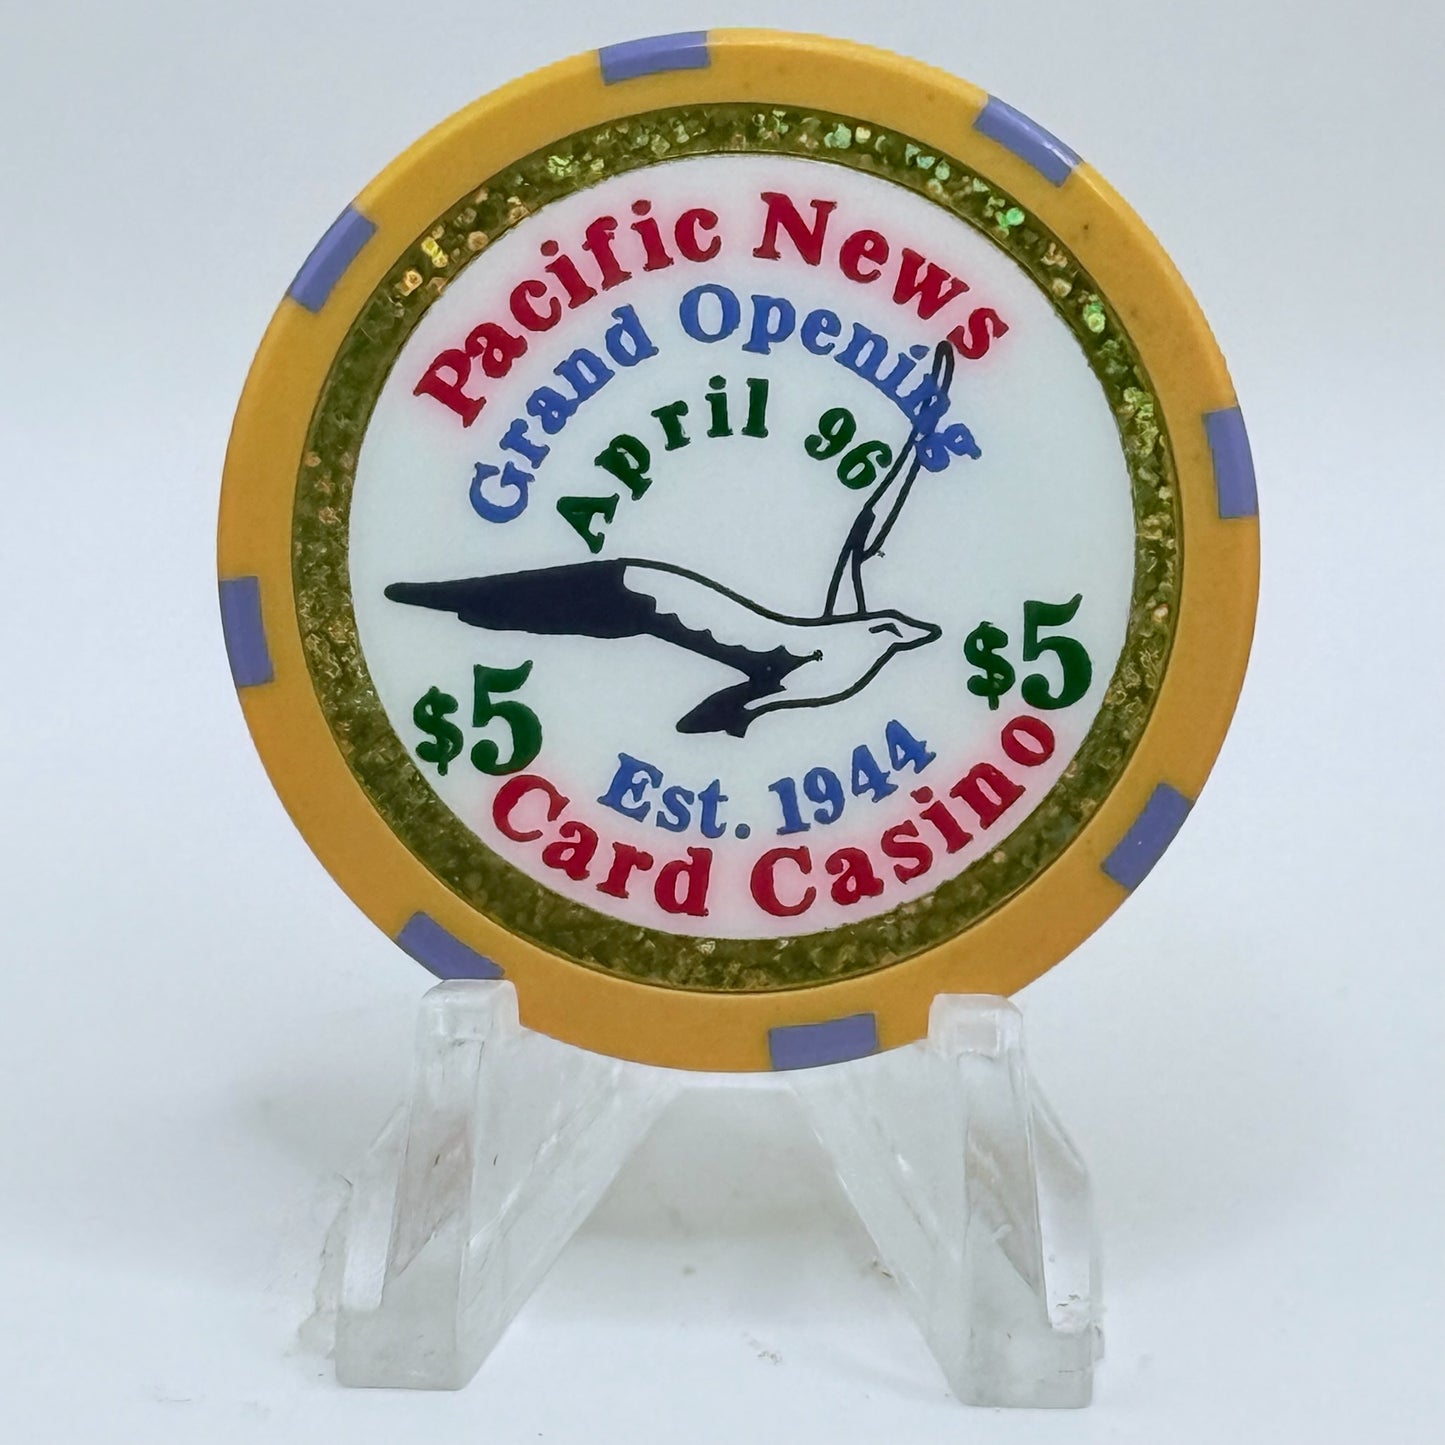 Pacific News
Grand Opening
April 96
$5
$5
Est. 1944
Card Casino